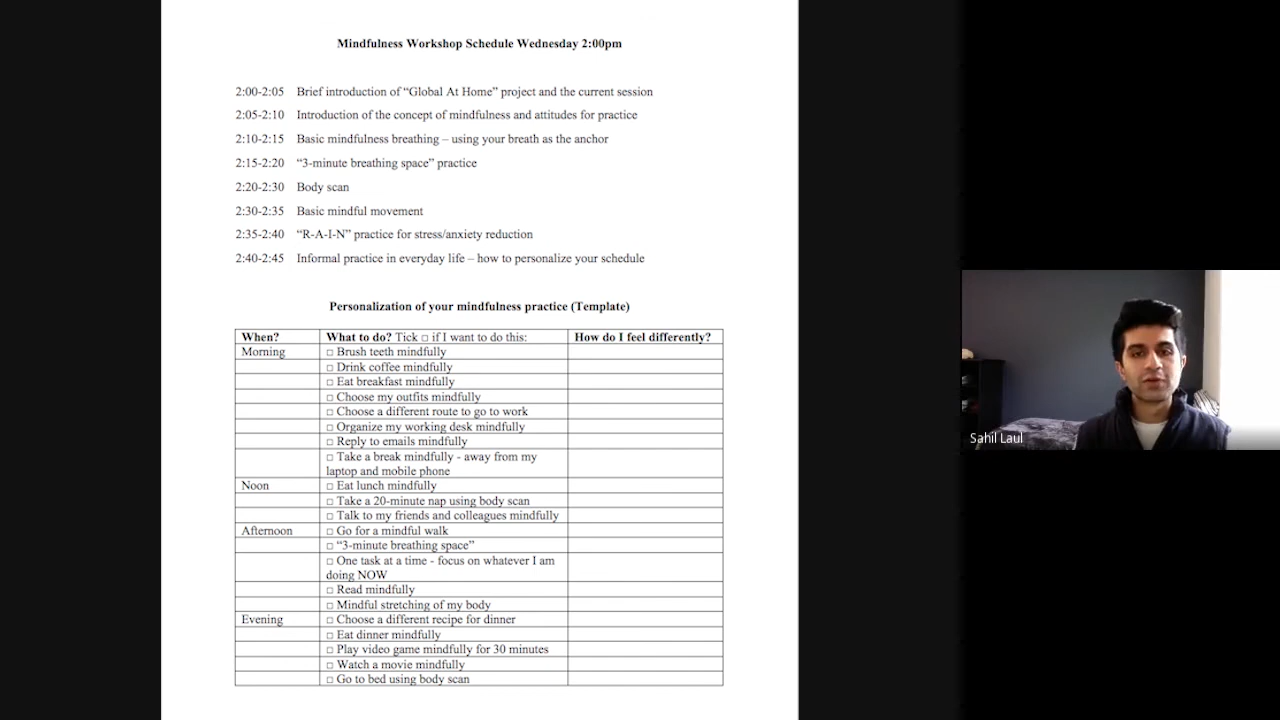 Mindfulness Workshop Schedule Wednesday 2:00pm
2:00-2:05 Brief introduction of “Global At Home” project and the current session
2:05-2:10 Introduction of the concept of mindfulness and attitudes for practice
2:10-2:15 Basic mindfulness breathing – using your breath as the anchor
2:15-2:20 “3-minute breathing space” practice
2:20-2:30 Body scan
2:30-2:35 Basic mindful movement
2:35-2:40 “R-A-I-N” practice for stress/anxiety reduction
2:40-2:45 Informal practice in everyday life – how to personalize your schedule
Personalization of your mindfulness practice (Template)
When? What to do? Tick □ if I want to do this: How do I feel differently?
Morning □ Brush teeth mindfully
□ Drink coffee mindfully
□ Eat breakfast mindfully
□ Choose my outfits mindfully
□ Choose a different route to go to work
□ Organize my working desk mindfully
□ Reply to emails mindfully
□ Take a break mindfully - away from my
laptop and mobile phone
Noon □ Eat lunch mindfully
□ Take a 20-minute nap using body scan
□ Talk to my friends and colleagues mindfully
Afternoon □ Go for a mindful walk
□ “3-minute breathing space”
□ One task at a time - focus on whatever I am
doing NOW
□ Read mindfully
□ Mindful stretching of my body
Evening □ Choose a different recipe for dinner
□ Eat dinner mindfully
□ Play video game mindfully for 30 minutes
□ Watch a movie mindfully
□ Go to bed using body scan
Sahil Laul